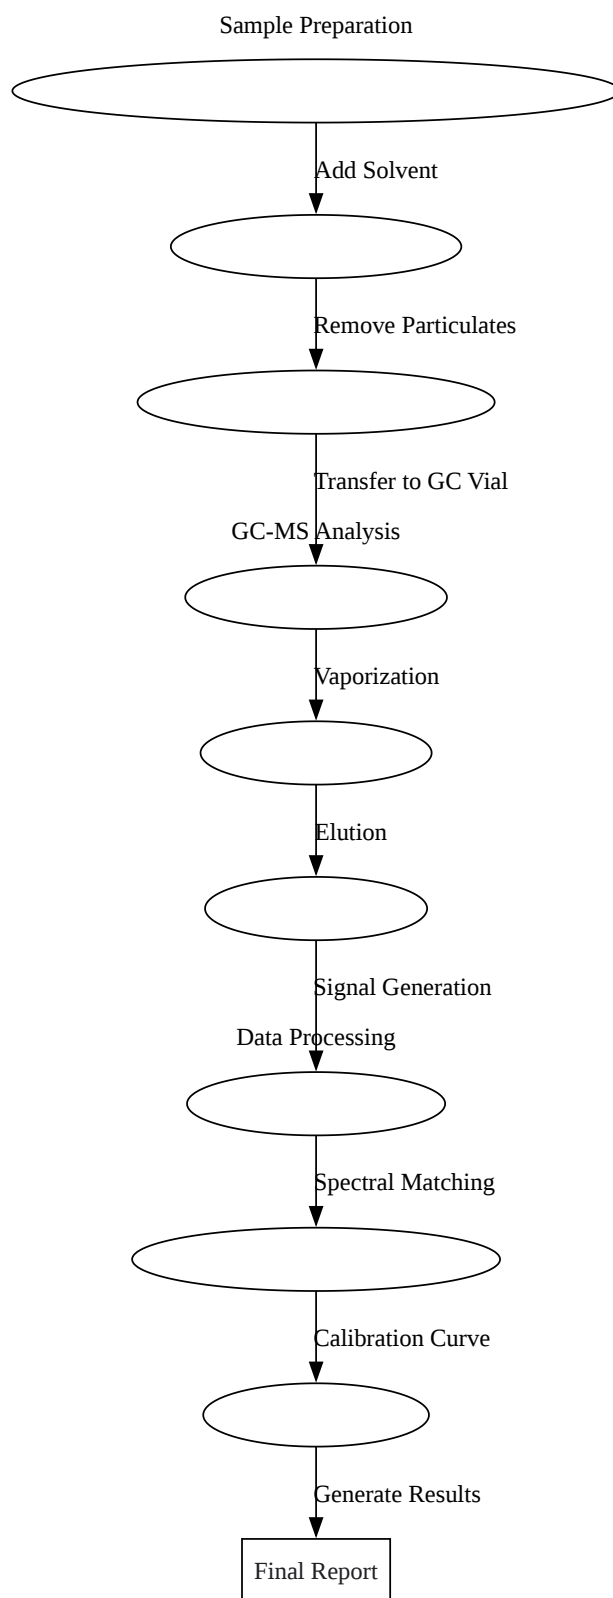 Sample Preparation
Add Solvent
Remove Particulates
Transfer to GC Vial
GC-MS Analysis
Vaporization
Elution
Signal Generation
Data Processing
Spectral Matching
Calibration Curve
Generate Results
Final Report